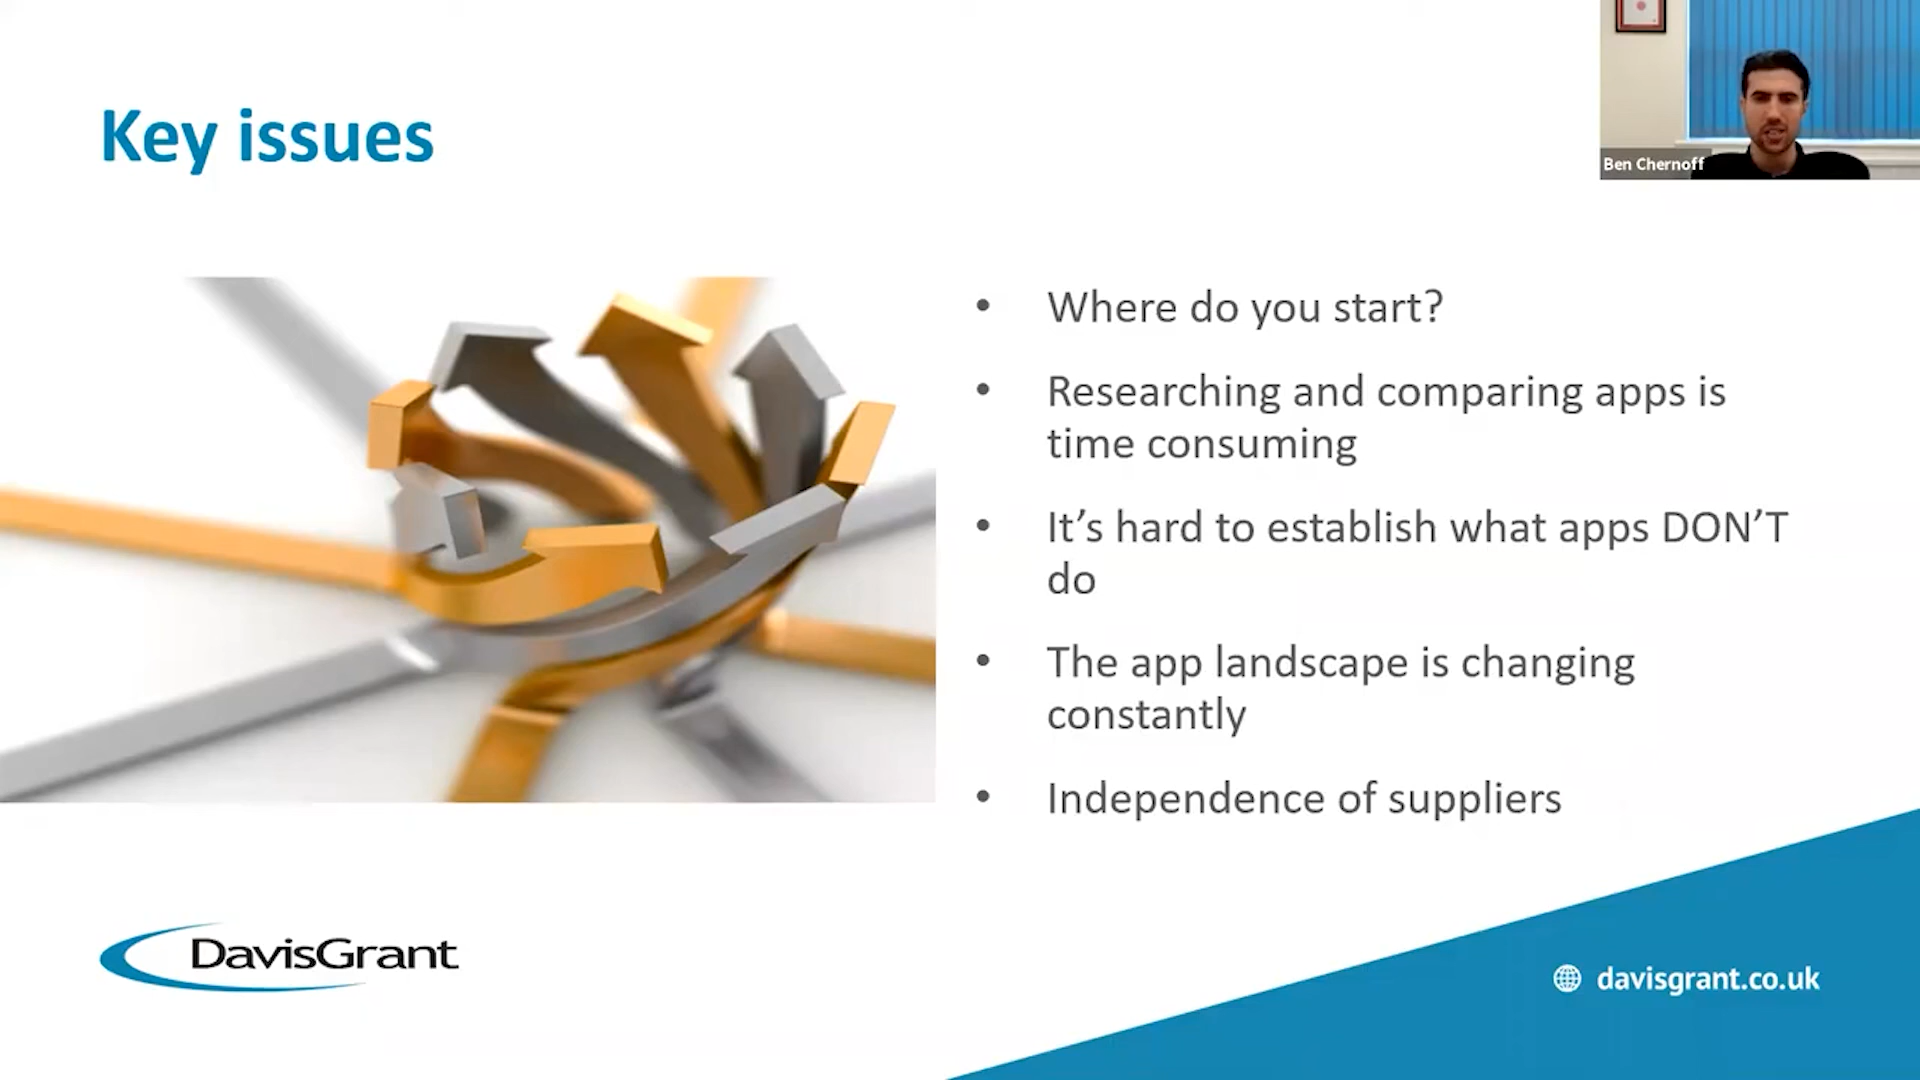 Key issues
Ben Chernoff
• Where do you start?
• Researching and comparing apps is
time consuming
• It’s hard to establish what apps DON’T
do
• The app landscape is changing
constantly
• Independence of suppliers
DavisGrant
davisgrant.co.uk